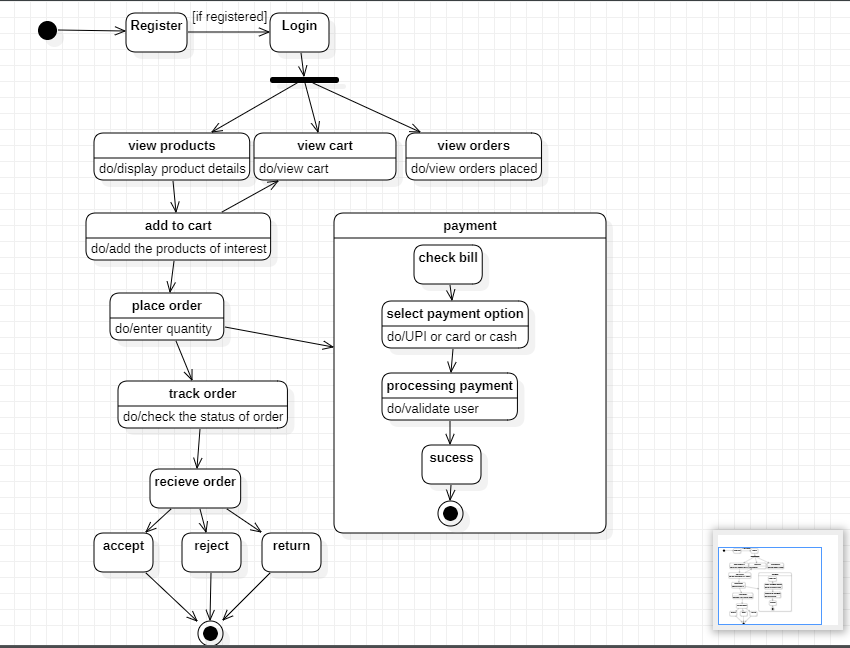 Register
[if registered]
Login
view products
do/display product details
view cart
do/view cart
view orders
do/view orders placed
add to cart
do/add the products of interest
payment
check bill
place order
do/enter quantity
select payment option
do/UPI or card or cash
track order
do/check the status of order
processing payment
do/validate user
sucess
recieve order
accept
reject
return